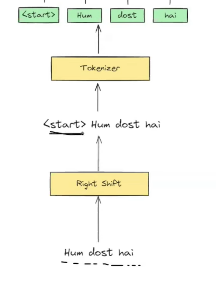 <start> Hum dost hai
Tokenizer
<start> Hum dost hai
Right Shift
Hum dost hai